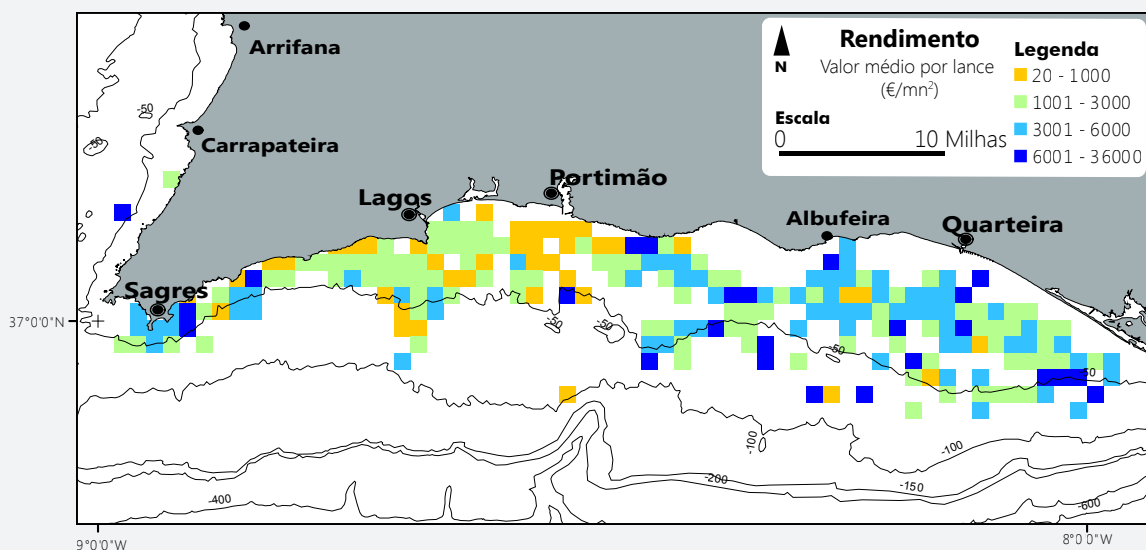 Arrifana
Carrapateira
Lagos
Portimão
Albufeira
Quarteira
Sagres
Rendimento
Valor médio por lance
(€/mn²)
N
Escala
0 10 Milhas
Legenda
20 - 1000
1001 - 3000
3001 - 6000
6001 - 36000
-50
-50
-50
-50
-50
-50
-100
-100
-150
-200
-400
-600
37°0'0"N
9°0'0"W
8°0 0"W